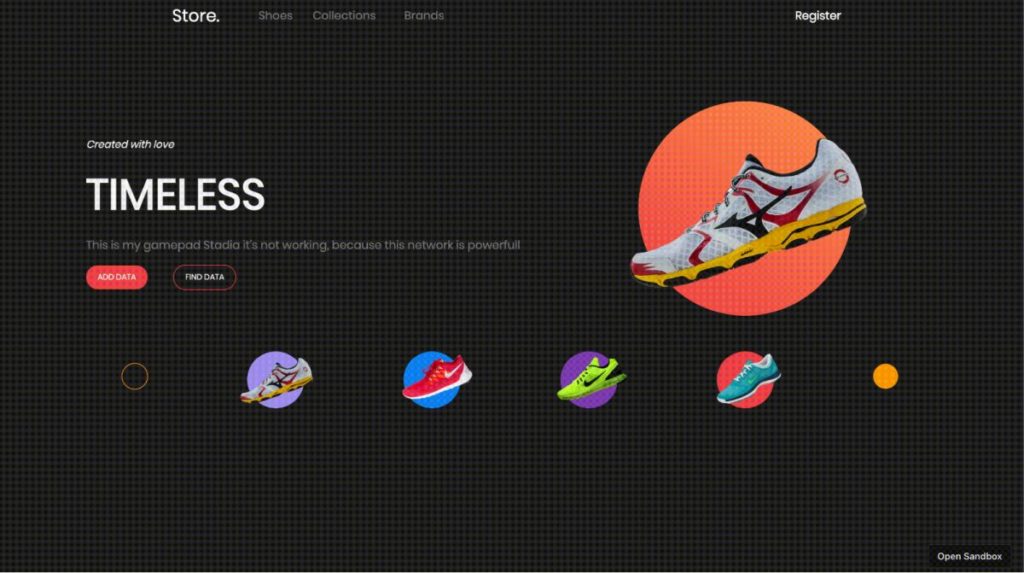 Store. Shoes Collections Brands Register
Created with love
TIMELESS
This is my gamepad Stadia it's not working, because this network is powerfull
ADD DATA FIND DATA
Open Sandbox